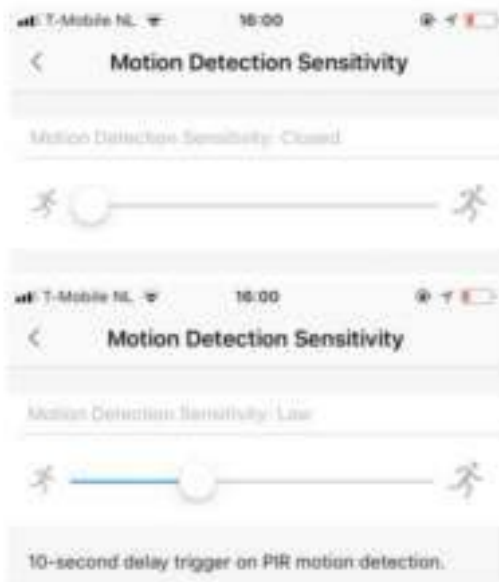 T-Mobile NL 16:00
Motion Detection Sensitivity
Motion Detection Sensitivity: Closed
T-Mobile NL 16:00
Motion Detection Sensitivity
Motion Detection Sensitivity: Low
10-second delay trigger on PIR motion detection.